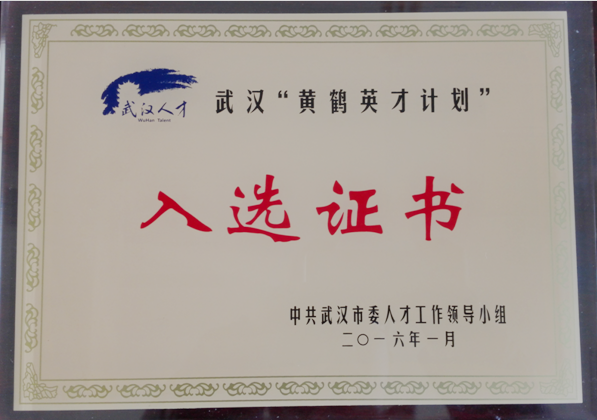 武汉人才
WuHan Talent
武汉“黄鹤英才计划”
入选证书
中共武汉市委人才工作领导小组
二〇一六年一月